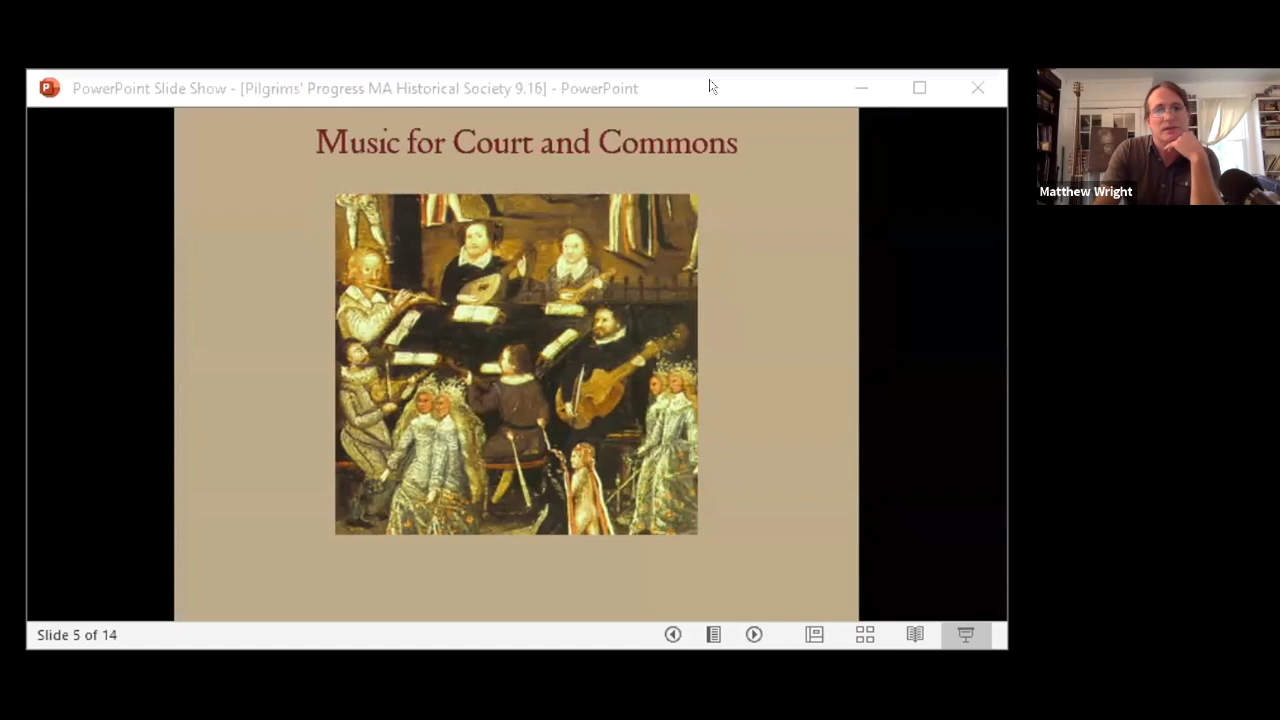 PowerPoint Slide Show - [Pilgrims' Progress MA Historical Society 9.16] - PowerPoint
Music for Court and Commons
Slide 5 of 14
Matthew Wright